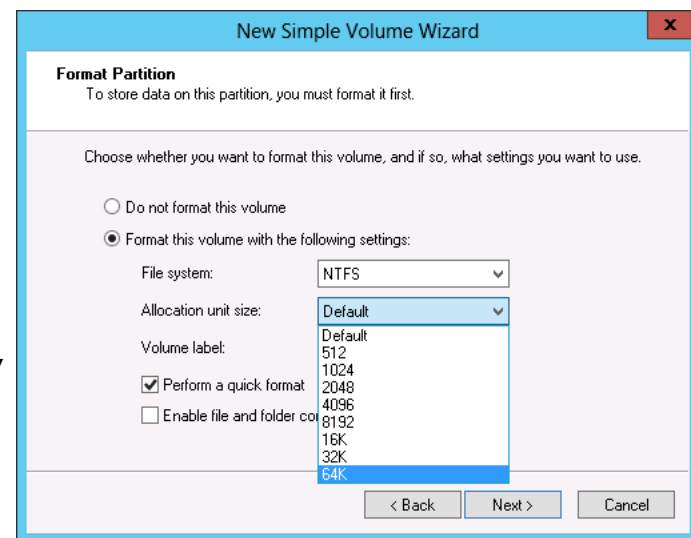 New Simple Volume Wizard
x
Format Partition
To store data on this partition, you must format it first.
Choose whether you want to format this volume, and if so, what settings you want to use.
Do not format this volume
Format this volume with the following settings:
File system: NTFS
Allocation unit size: Default
Volume label:
Default
512
1024
2048
4096
8192
16K
32K
64K
Perform a quick format
Enable file and folder co
< Back Next > Cancel